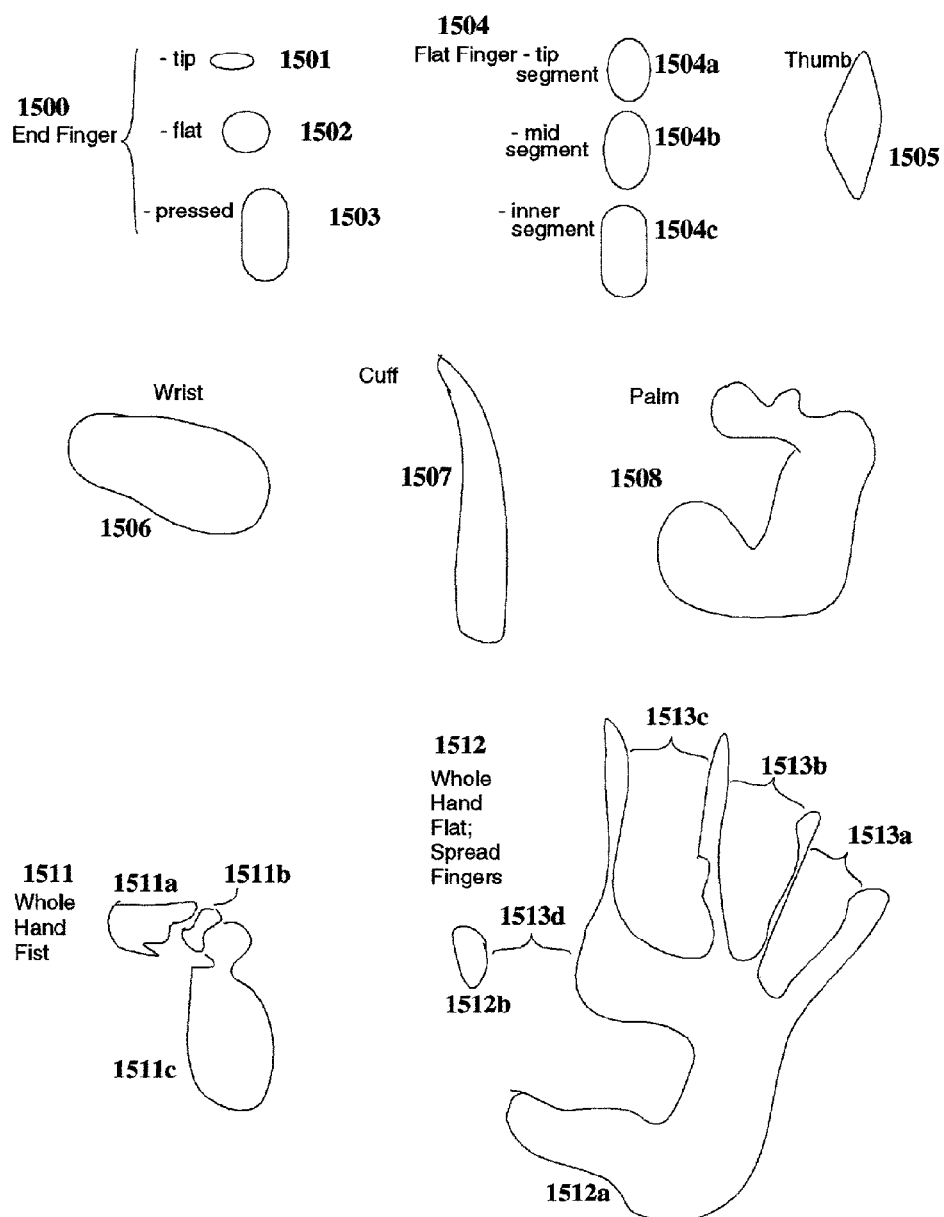 1500
End Finger
- tip 1501
- flat 1502
- pressed 1503
1504
Flat Finger - tip
segment 1504a
- mid
segment 1504b
- inner
segment 1504c
Thumb
1505
Wrist
1506
Cuff
1507
Palm
1508
1511
Whole
Hand
Fist
1511a
1511b
1511c
1512
Whole
Hand
Flat;
Spread
Fingers
1513c
1513b
1513a
1513d
1512b
1512a